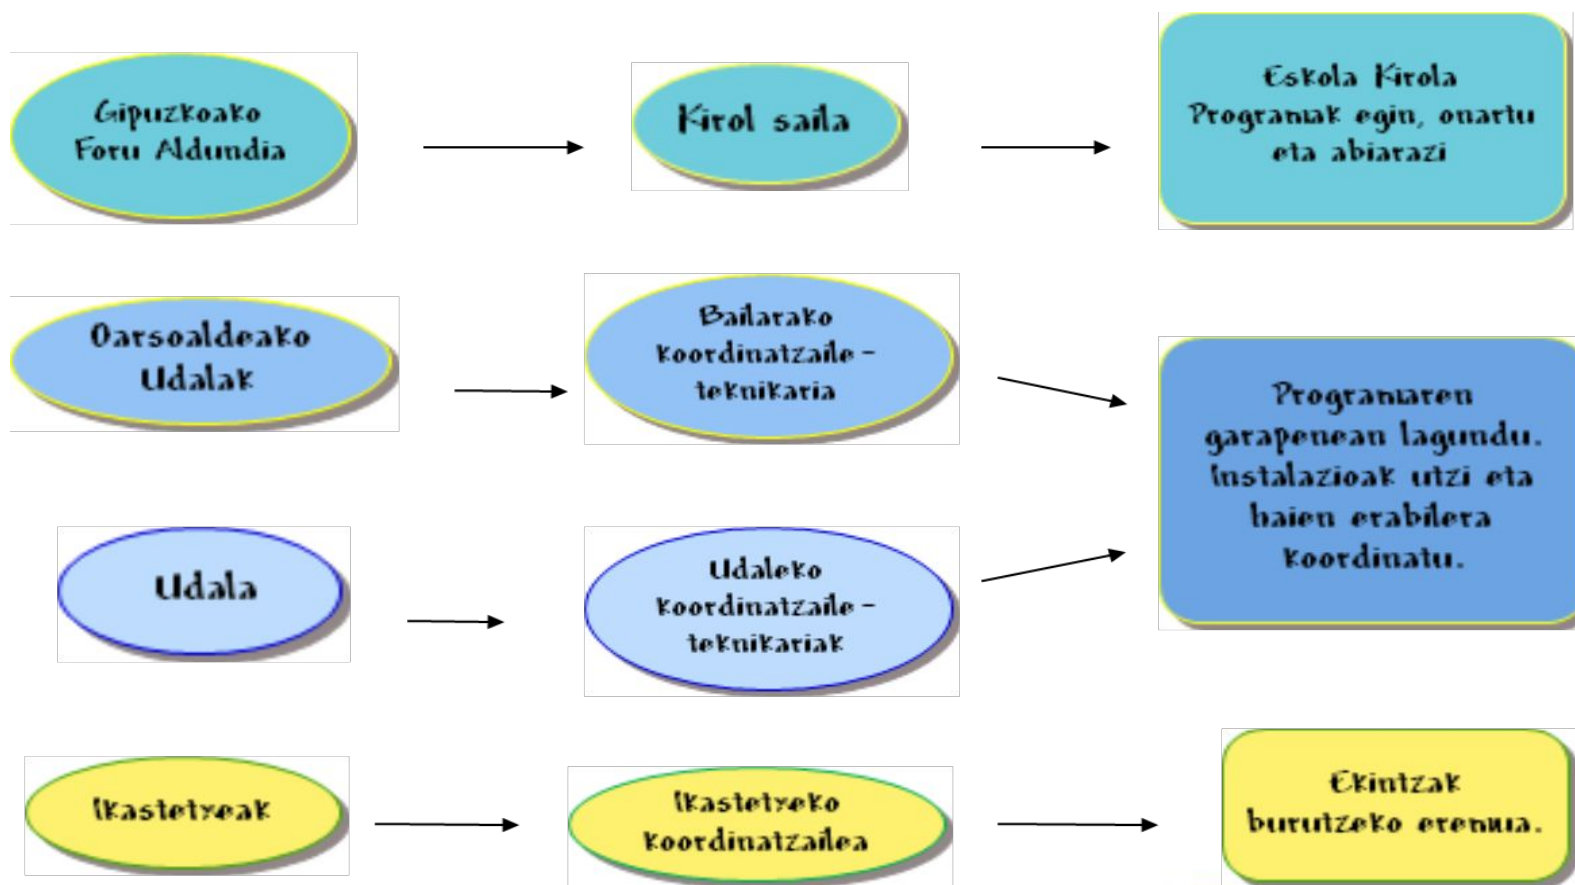 Gipuzkoako
Foru Aldundia
Kirol saila
Eskola Kirola
Programak egin, onartu
eta abiarazi
Oarsoaldeako
Udalak
Bailarako
koordinatzaile -
teknikaria
Programaren
garapenean lagundu.
Instalazioak utzi eta
haien erabilera
koordinatu.
Udala
Udaleko
koordinatzaile -
teknikariak
Ikastetxeak
Ikastetxeko
koordinatzailea
Ekintzak
burutzeko eremua.